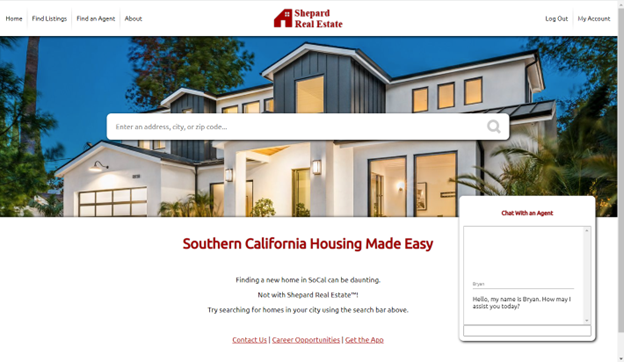 Home
Find Listings
Find an Agent
About
Shepard
Real Estate
Log Out
My Account
Enter an address, city, or zip code...
Southern California Housing Made Easy
Finding a new home in SoCal can be daunting.
Not with Shepard Real Estate™!
Try searching for homes in your city using the search bar above.
Contact Us | Career Opportunities | Get the App
Chat With an Agent
Bryan
Hello, my name is Bryan. How may I
assist you today?